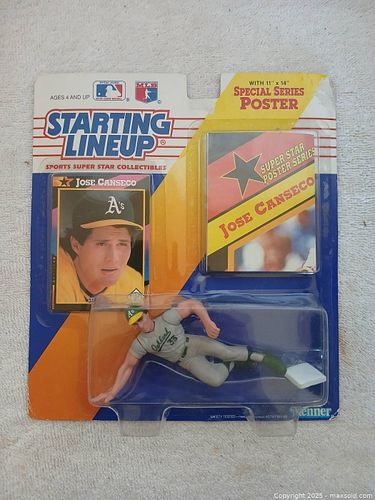 AGES 4 AND UP
WITH 11" x 14"
SPECIAL SERIES
POSTER
STARTING
LINEUP®
SPORTS SUPER STAR COLLECTIBLES
JOSE CANSECO
A's
SUPER STAR
POSTER SERIES
JOSE CANSECO
Oakland
33
Kenner
Copyright 2025 - maxsold.com